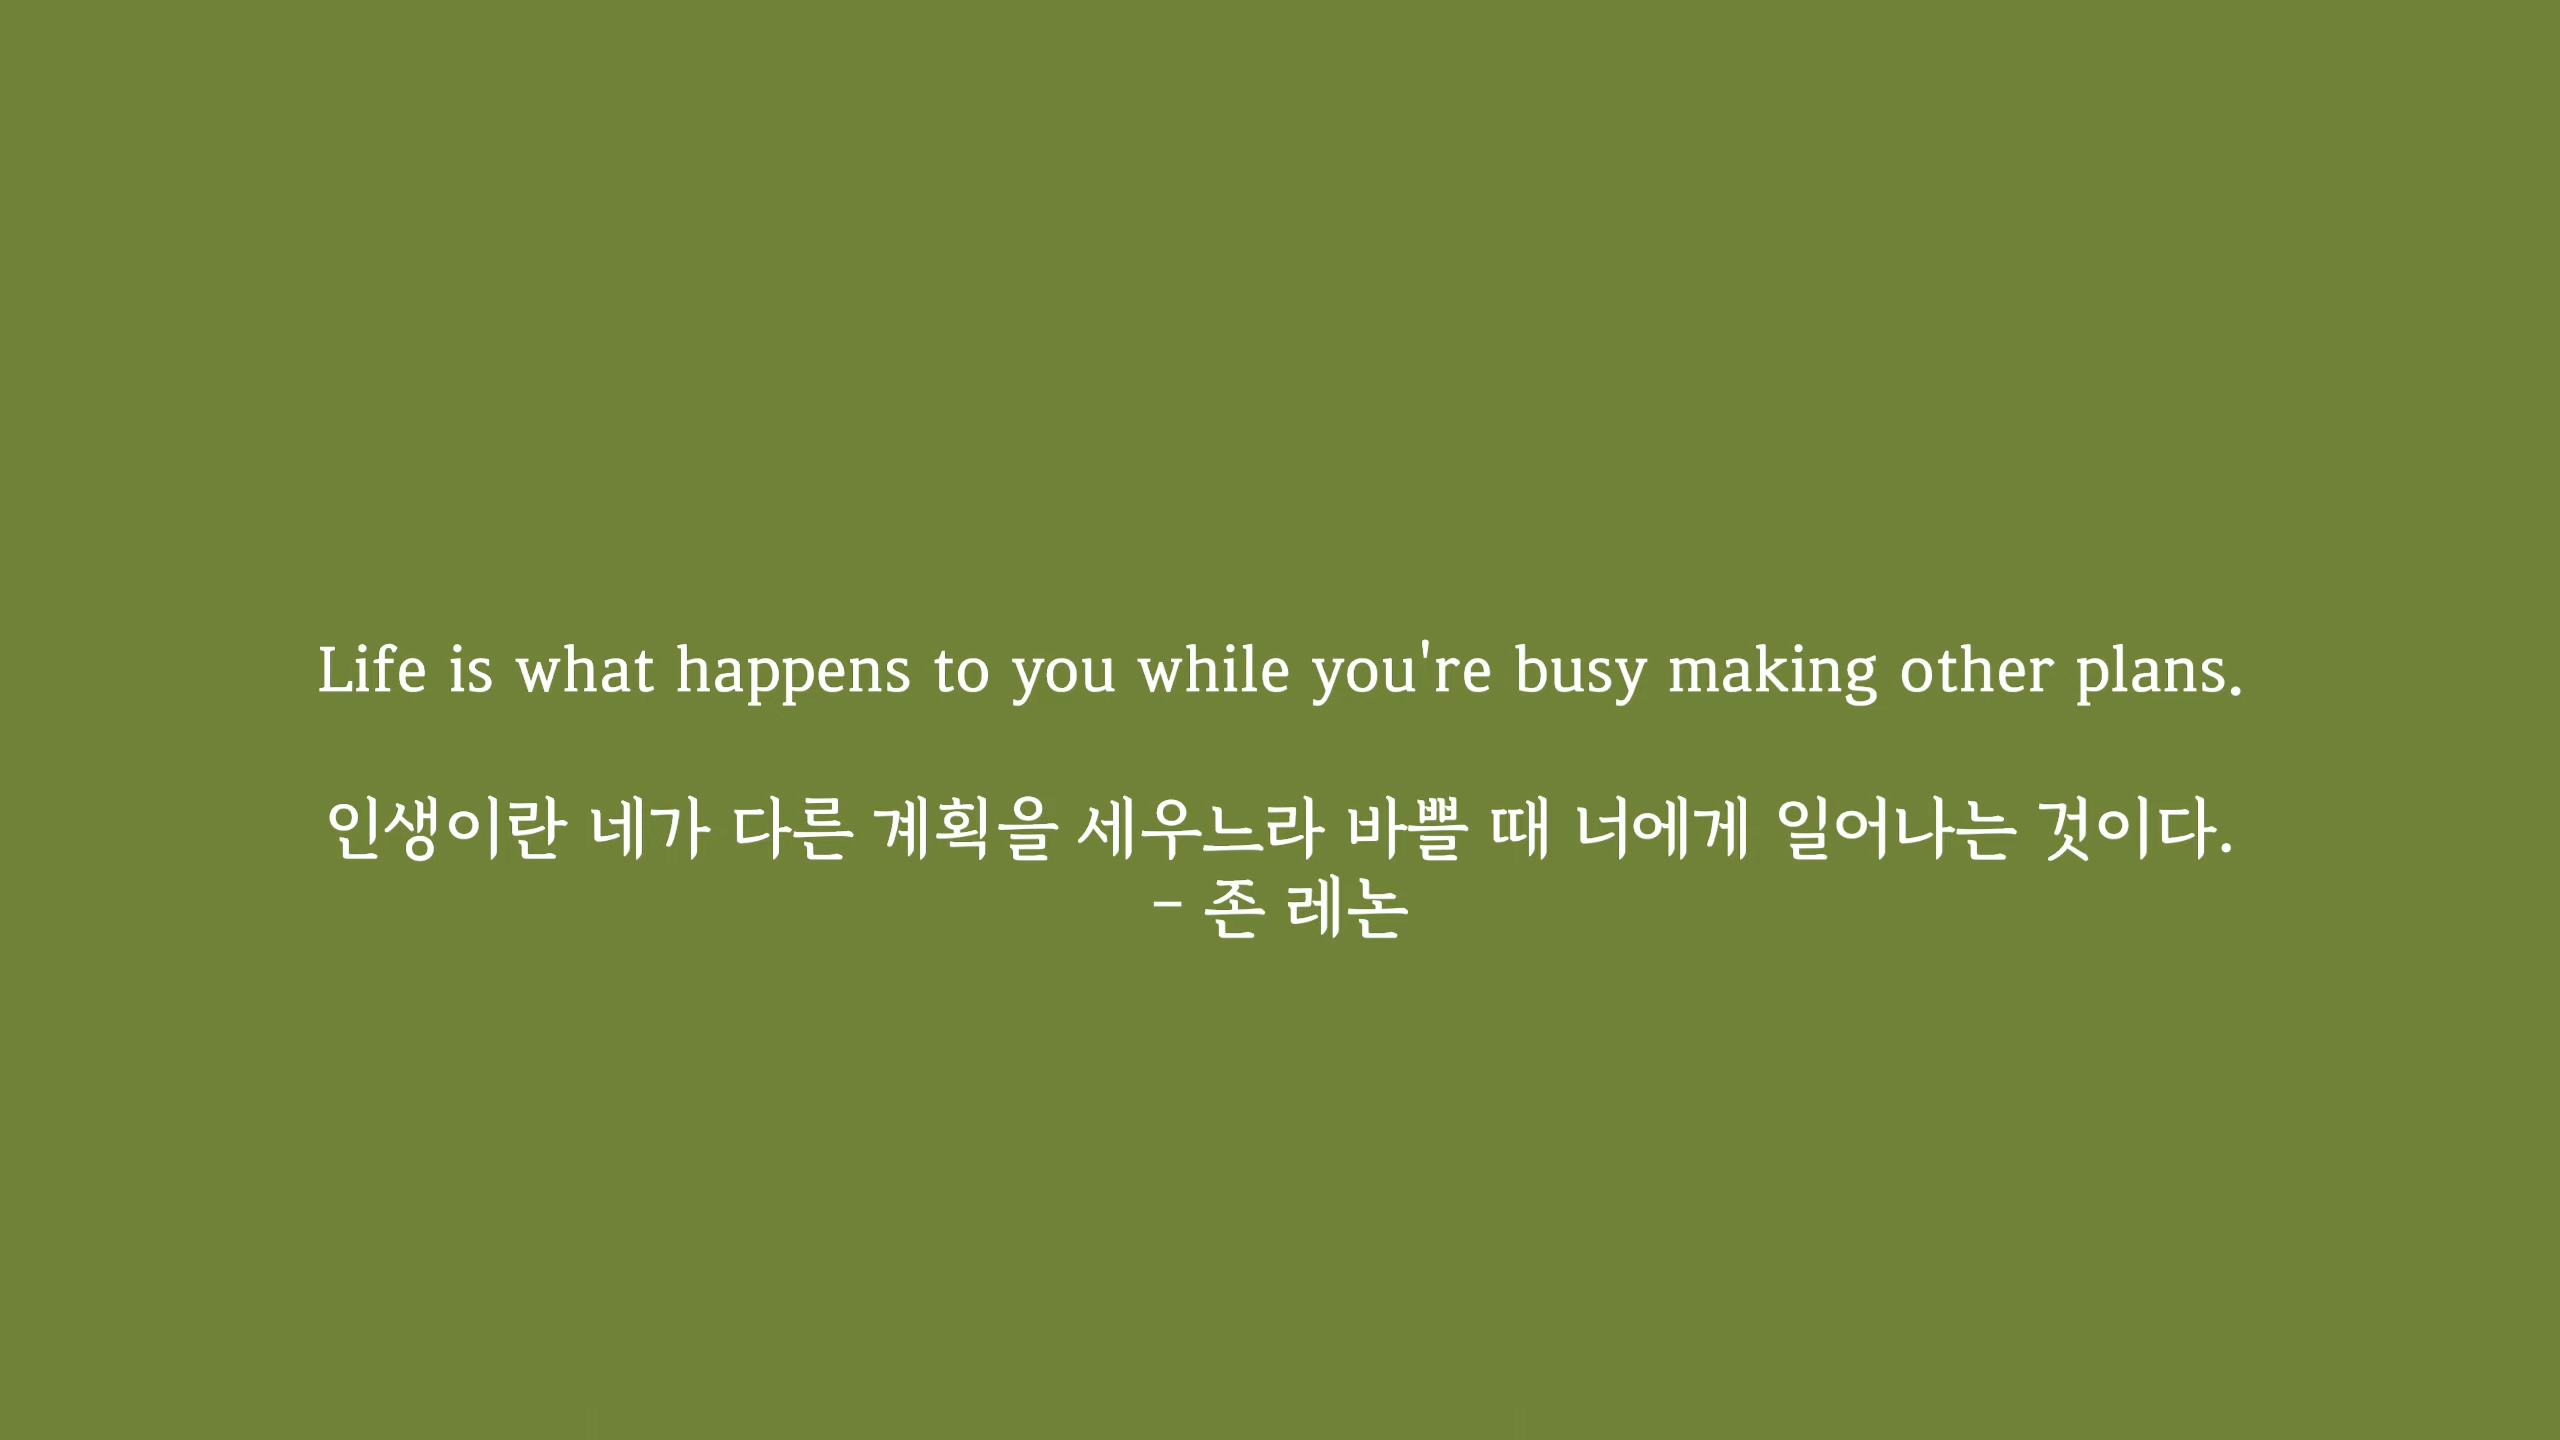 Life is what happens to you while you're busy making other plans.
인생이란 네가 다른 계획을 세우느라 바쁠 때 너에게 일어나는 것이다.
- 존 레논